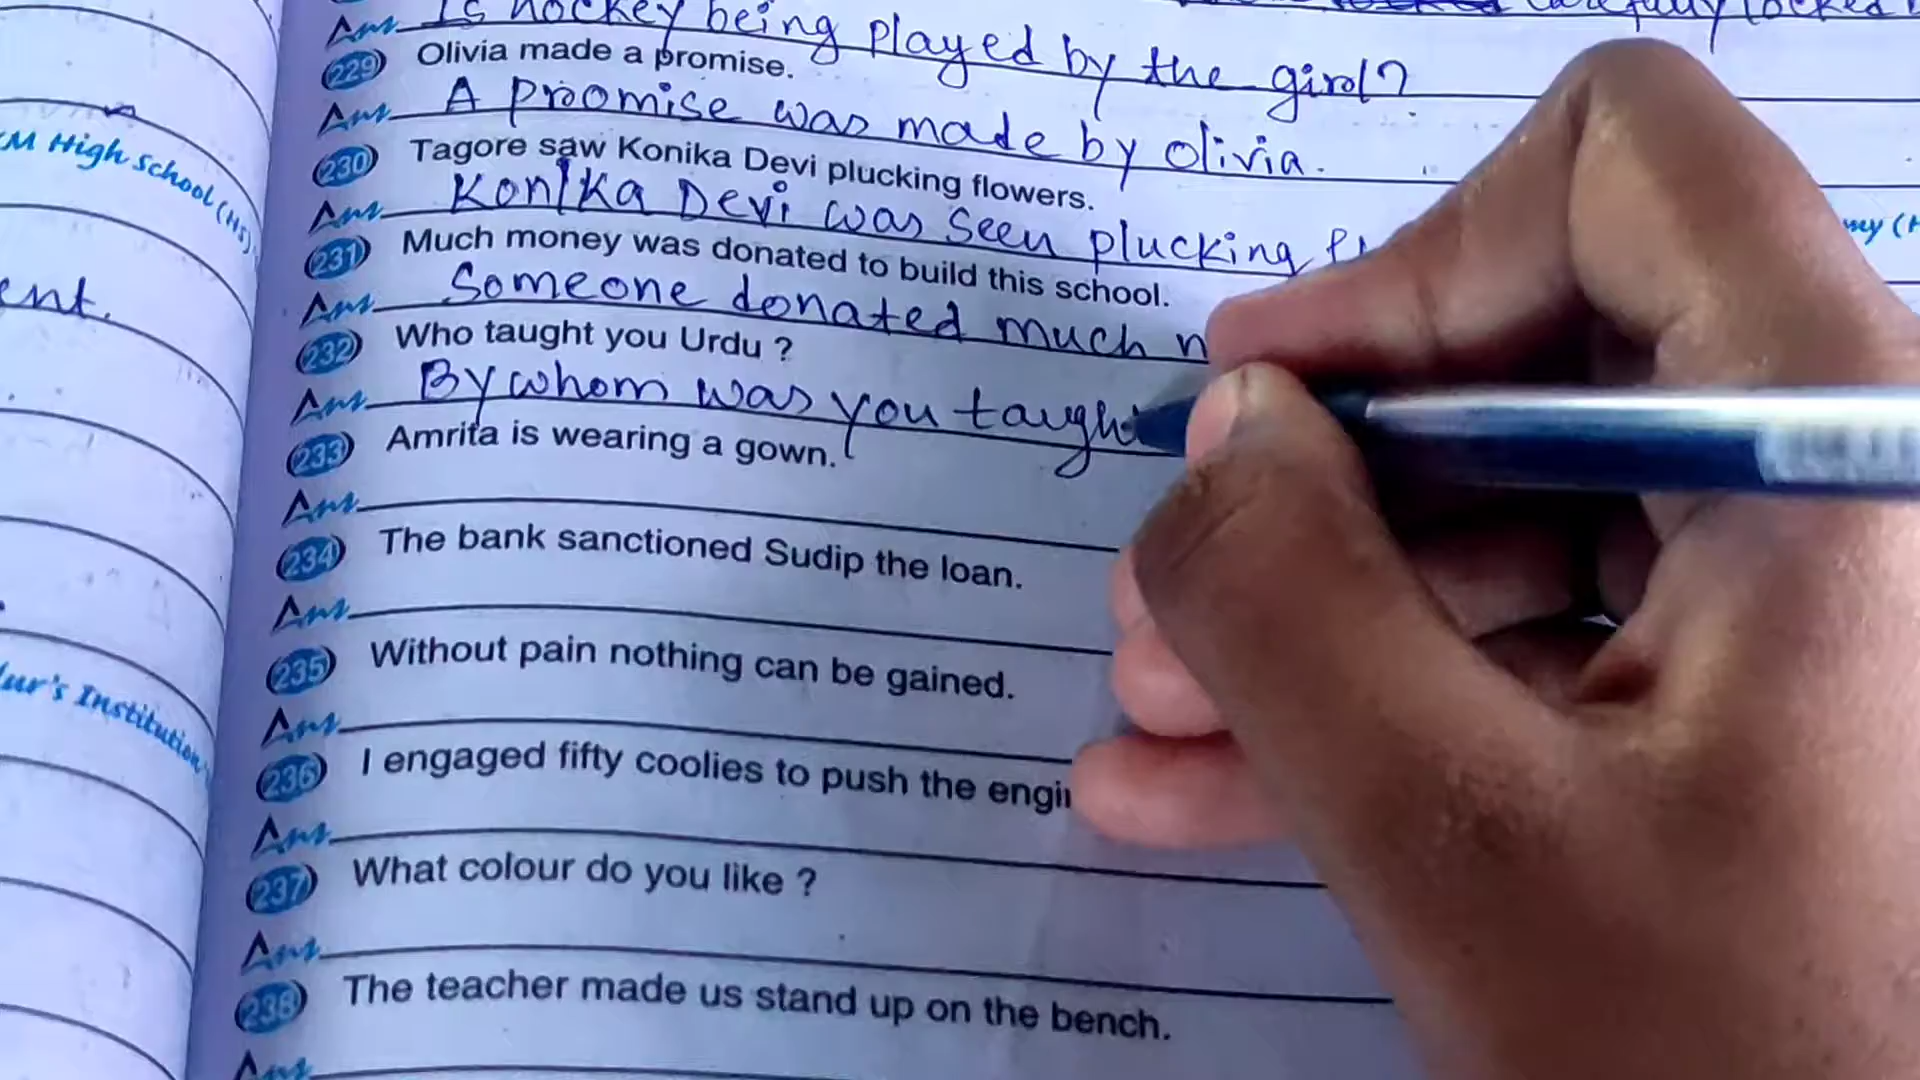 carefully locked
Ans Is hockey being played by the girl?
229 Olivia made a promise.
Ans A promise was made by Olivia.
230 Tagore saw Konika Devi plucking flowers.
Ans Konika Devi was seen plucking
231 Much money was donated to build this school.
Ans Someone donated much
232 Who taught you Urdu ?
Ans By whom was you taugh
233 Amrita is wearing a gown.
Ans
234 The bank sanctioned Sudip the loan.
Ans
235 Without pain nothing can be gained.
Ans
236 I engaged fifty coolies to push the engi
Ans
237 What colour do you like ?
Ans
238 The teacher made us stand up on the bench.
Ans
M High School (HS)
ent.
ur's Institution
my (H